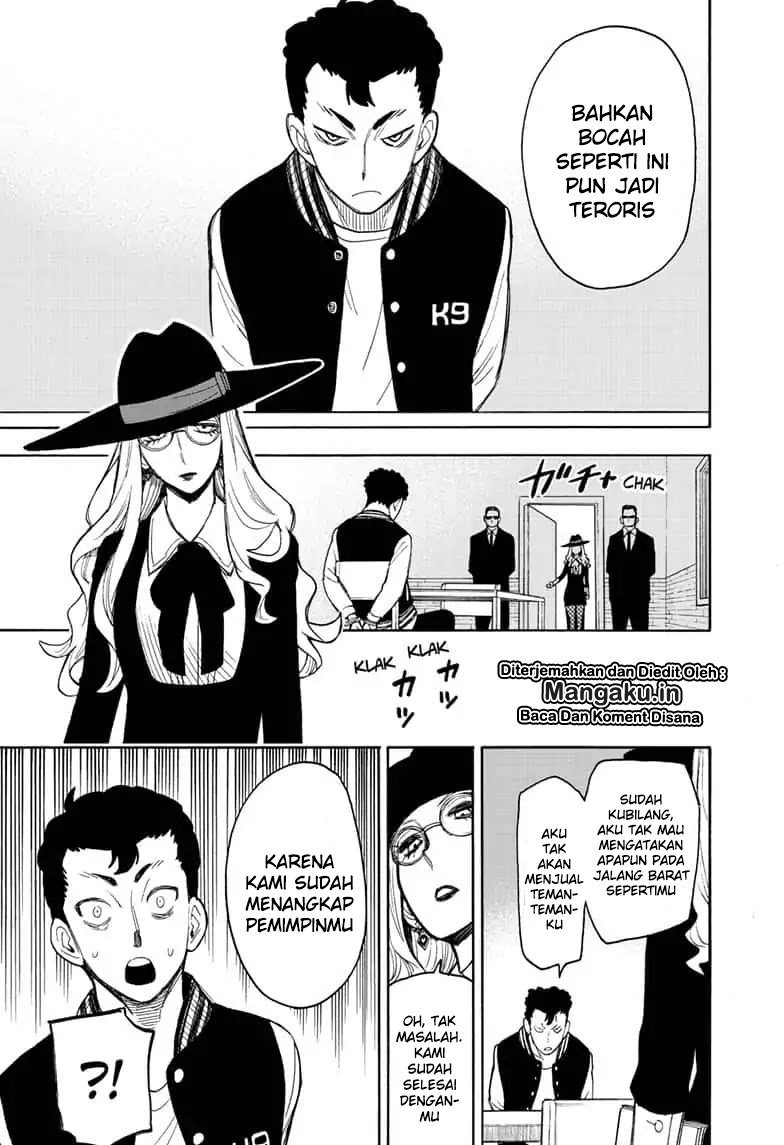 BAHKAN
BOCAH
SEPERTI INI
PUN JADI
TERORIS
K9
ガチャ
CHAK
KLAK
KLAK
カッ
カッ
Diterjemahkan dan Diedit Oleh:
Mangaku.in
Baca Dan Koment Disana
SUDAH
KUBILANG,
AKU TAK MAU
MENGATAKAN
APAPUN PADA
JALANG BARAT
SEPERTIMU
AKU
TAK
AKAN
MENJUAL
TEMAN-
TEMAN-
KU
OH, TAK
MASALAH.
KAMI
SUDAH
SELESAI
DENGAN-
MU
KARENA
KAMI SUDAH
MENANGKAP
PEMIMPINMU
?!
K9